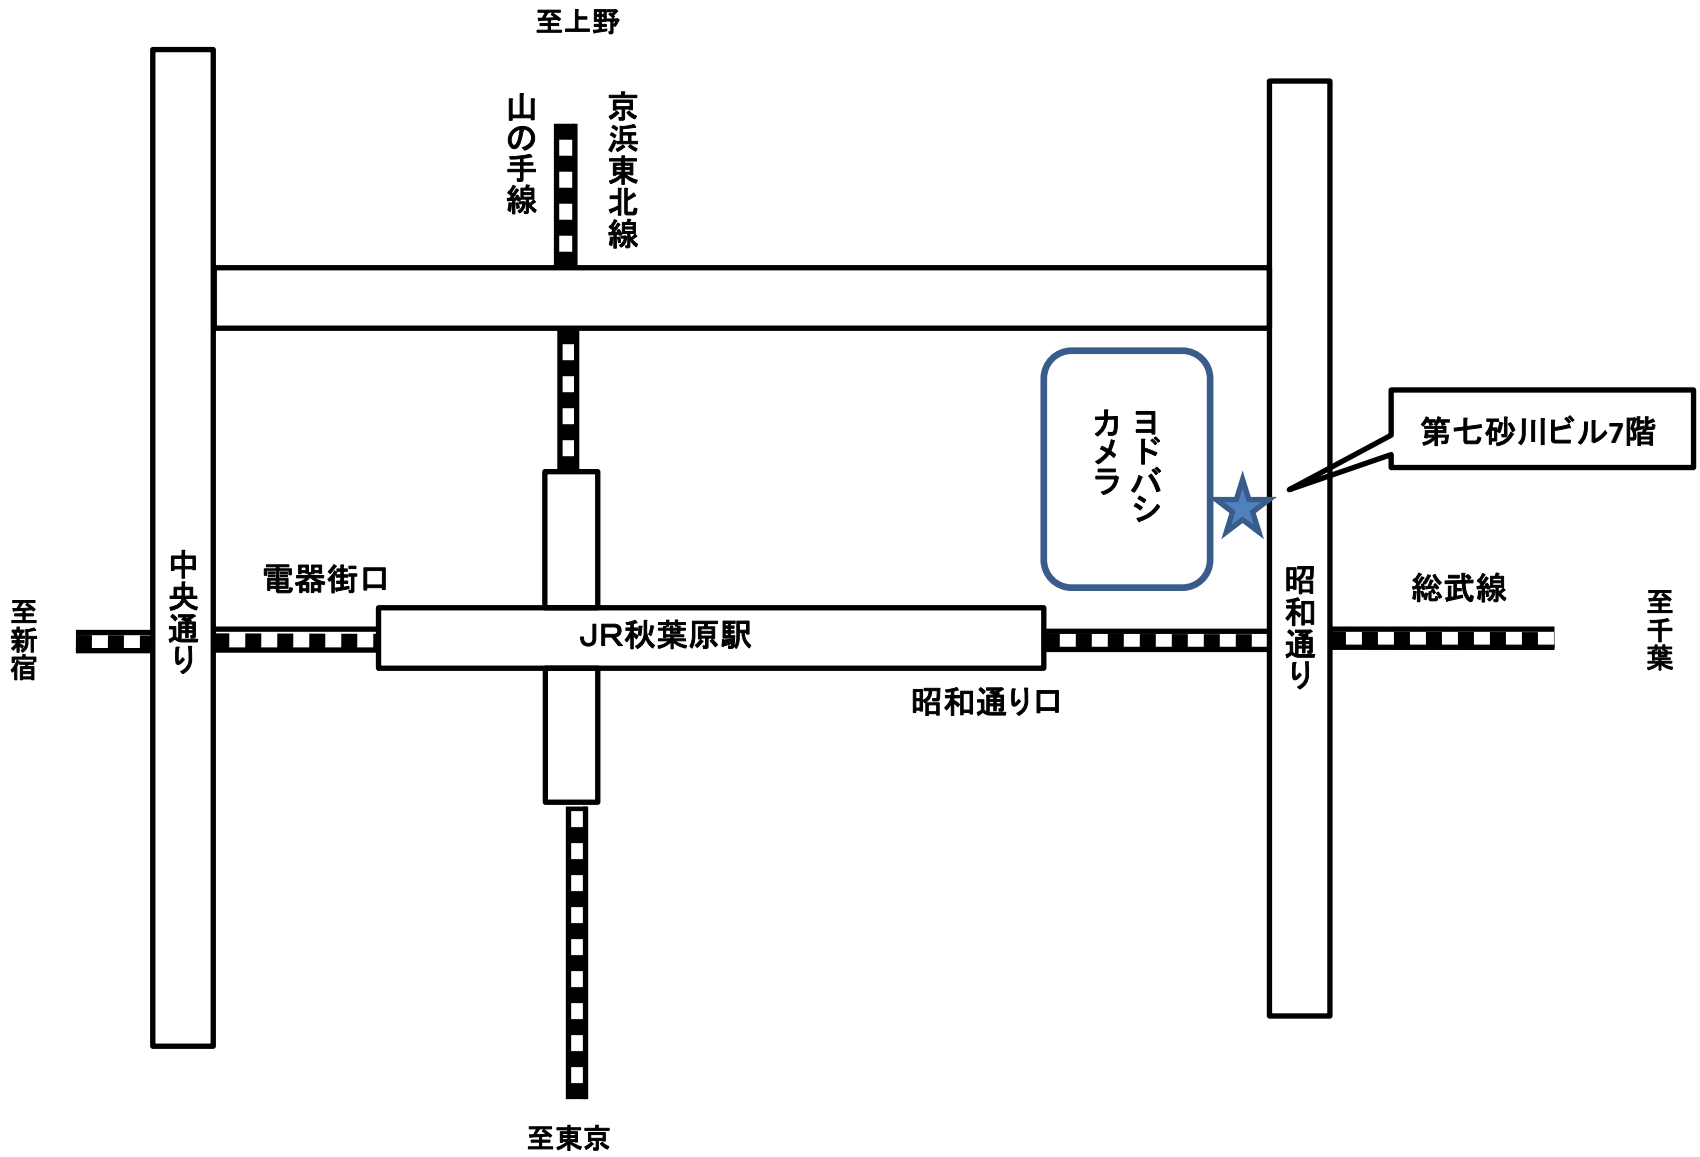 至上野
山の手線
京浜東北線
ヨドバシ
カメラ
第七砂川ビル7階
中央通り
電器街口
JR秋葉原駅
昭和通り
総武線
至新宿
至千葉
昭和通り口
至東京